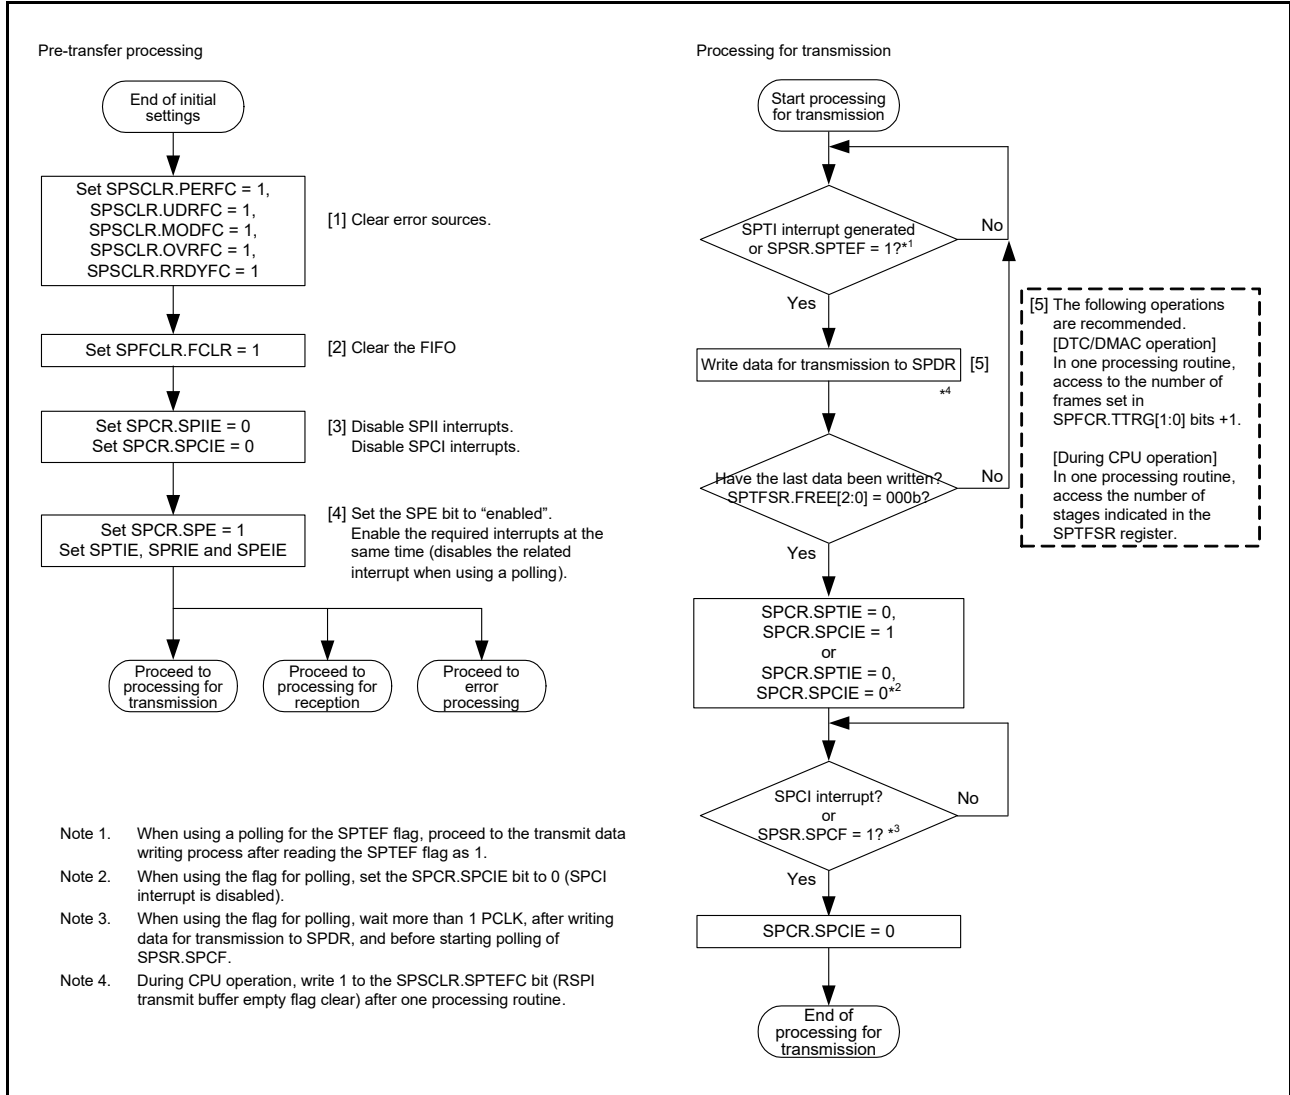 Pre-transfer processing
End of initial
settings
Set SPSCLR.PERFC = 1,
SPSCLR.UDRFC = 1,
SPSCLR.MODFC = 1,
SPSCLR.OVRFC = 1,
SPSCLR.RRDYFC = 1
[1] Clear error sources.
Set SPFCLR.FCLR = 1
[2] Clear the FIFO
Set SPCR.SPIIE = 0
Set SPCR.SPCIE = 0
[3] Disable SPII interrupts.
Disable SPCI interrupts.
Set SPCR.SPE = 1
Set SPTIE, SPRIE and SPEIE
[4] Set the SPE bit to “enabled”.
Enable the required interrupts at the
same time (disables the related
interrupt when using a polling).
Proceed to
processing for
transmission
Proceed to
processing for
reception
Proceed to
error
processing
Note 1. When using a polling for the SPTEF flag, proceed to the transmit data
writing process after reading the SPTEF flag as 1.
Note 2. When using the flag for polling, set the SPCR.SPCIE bit to 0 (SPCI
interrupt is disabled).
Note 3. When using the flag for polling, wait more than 1 PCLK, after writing
data for transmission to SPDR, and before starting polling of
SPSR.SPCF.
Note 4. During CPU operation, write 1 to the SPSCLR.SPTEFC bit (RSPI
transmit buffer empty flag clear) after one processing routine.
Processing for transmission
Start processing
for transmission
SPTI interrupt generated
or SPSR.SPTEF = 1?*1
No
Yes
Write data for transmission to SPDR
[5]
*4
Have the last data been written?
SPTFSR.FREE[2:0] = 000b?
No
Yes
SPCR.SPTIE = 0,
SPCR.SPCIE = 1
or
SPCR.SPTIE = 0,
SPCR.SPCIE = 0*2
SPCI interrupt?
or
SPSR.SPCF = 1? *3
No
Yes
SPCR.SPCIE = 0
End of
processing for
transmission
[5] The following operations
are recommended.
[DTC/DMAC operation]
In one processing routine,
access to the number of
frames set in
SPFCR.TTRG[1:0] bits +1.
[During CPU operation]
In one processing routine,
access the number of
stages indicated in the
SPTFSR register.